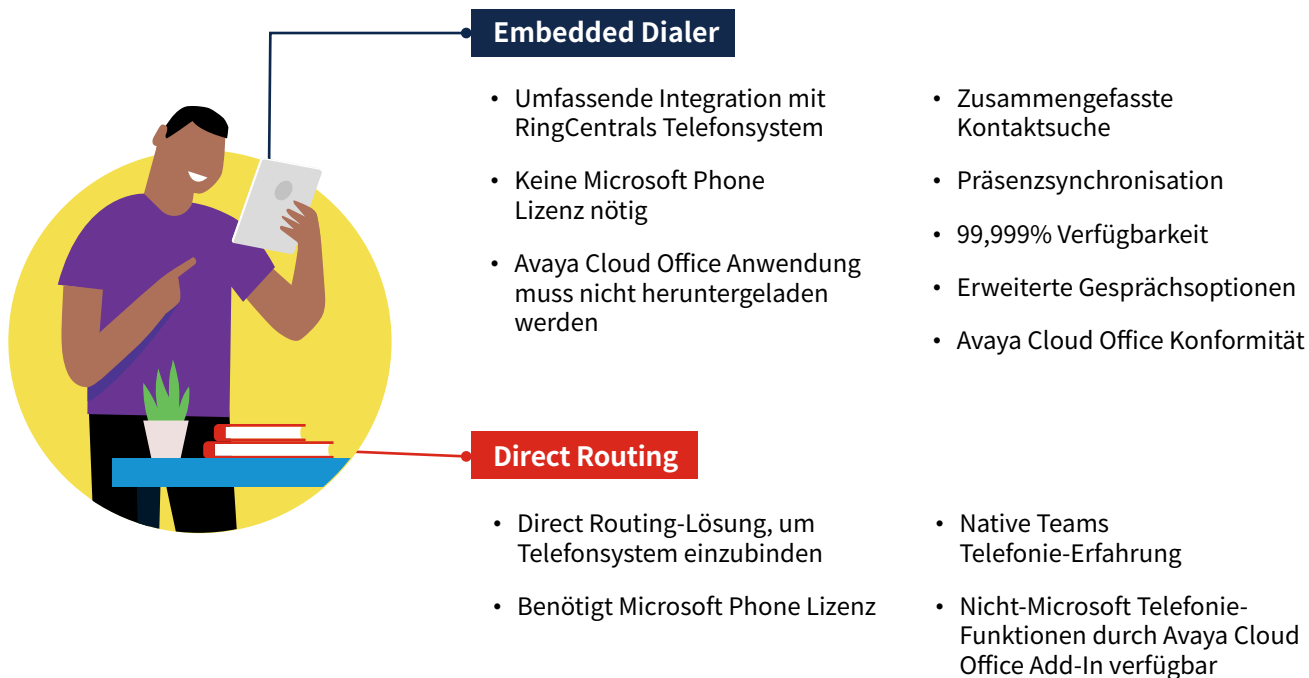 Embedded Dialer
• Umfassende Integration mit
RingCentrals Telefonsystem
• Keine Microsoft Phone
Lizenz nötig
• Avaya Cloud Office Anwendung
muss nicht heruntergeladen
werden
• Zusammengefasste
Kontaktsuche
• Präsenzsynchronisation
• 99,999% Verfügbarkeit
• Erweiterte Gesprächsoptionen
• Avaya Cloud Office Konformität
Direct Routing
• Direct Routing-Lösung, um
Telefonsystem einzubinden
• Benötigt Microsoft Phone Lizenz
• Native Teams
Telefonie-Erfahrung
• Nicht-Microsoft Telefonie-
Funktionen durch Avaya Cloud
Office Add-In verfügbar